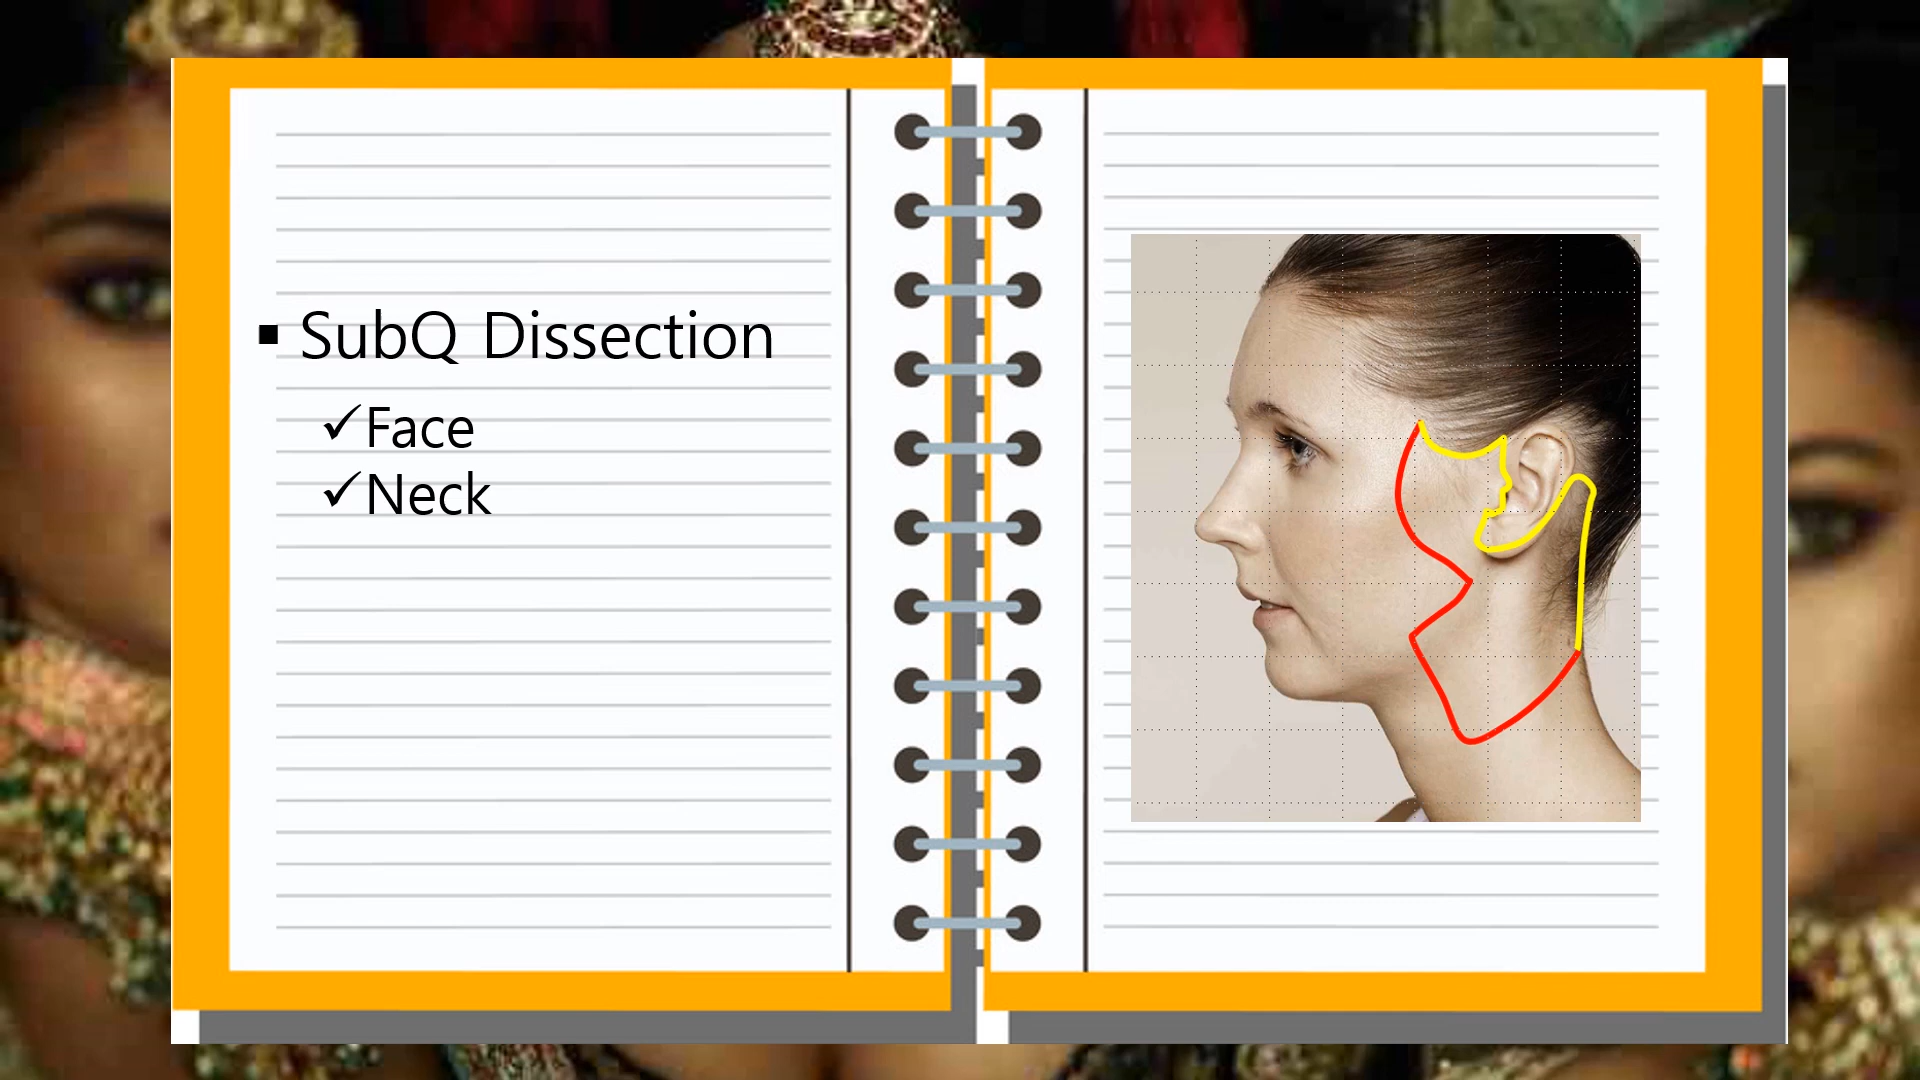 ▪ SubQ Dissection
✓Face
✓Neck